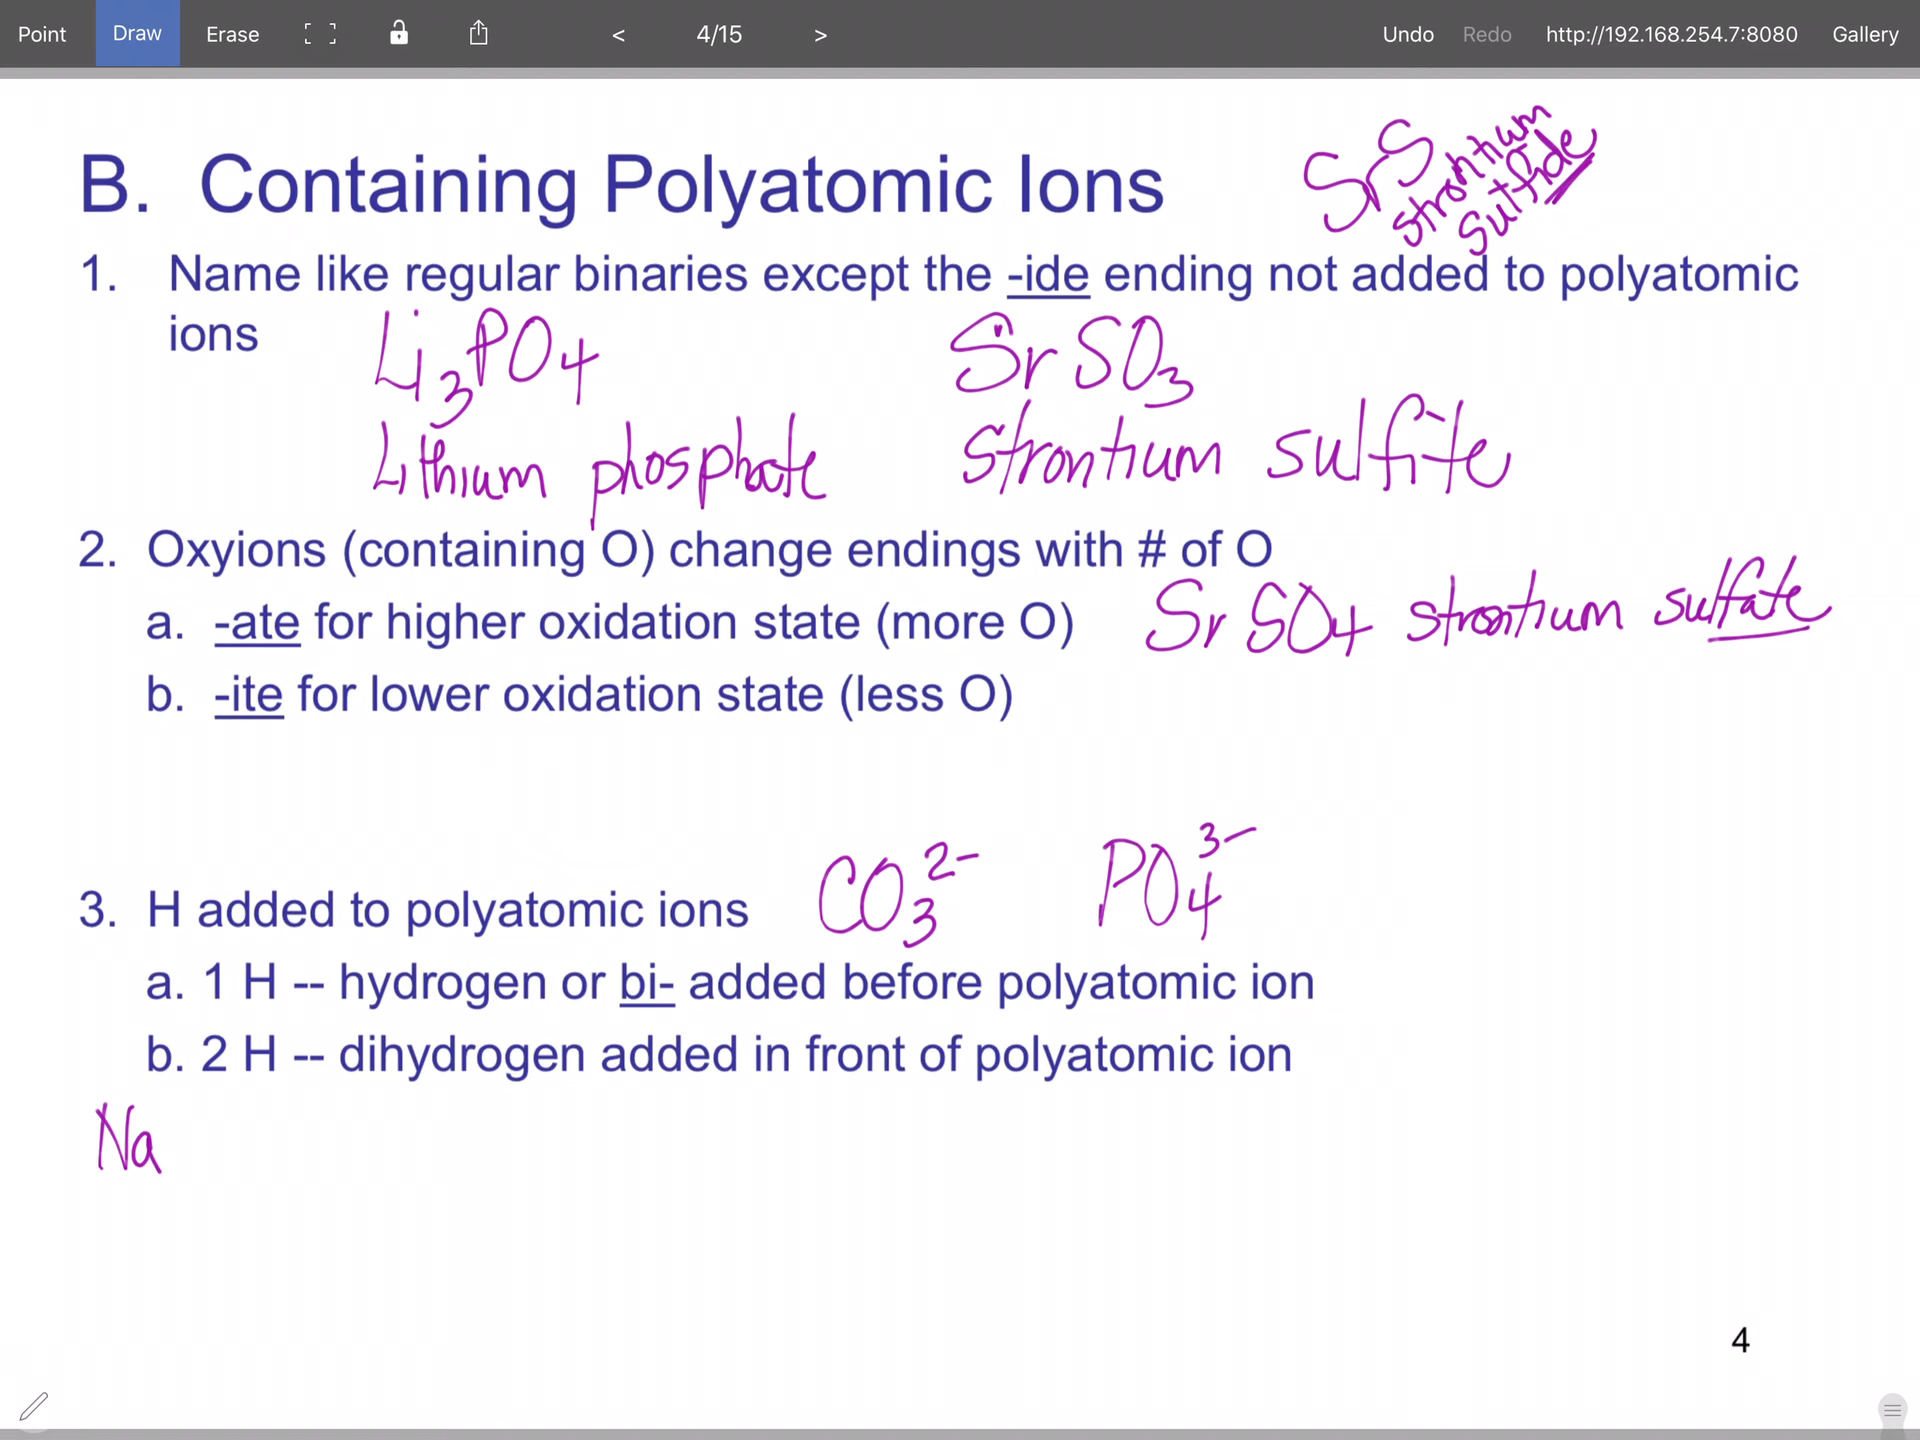 Point Draw Erase < 4/15 > Undo Redo http://192.168.254.7:8080 Gallery
B. Containing Polyatomic Ions
SrS
strontium
sulfide
1. Name like regular binaries except the -ide ending not added to polyatomic
ions
Li₃PO₄ SrSO₃
Lithium phosphate Strontium sulfite
2. Oxyions (containing O) change endings with # of O
a. -ate for higher oxidation state (more O)
SrSO₄ strontium sulfate
b. -ite for lower oxidation state (less O)
3. H added to polyatomic ions
CO₃²⁻ PO₄³⁻
a. 1 H -- hydrogen or bi- added before polyatomic ion
b. 2 H -- dihydrogen added in front of polyatomic ion
Na
4